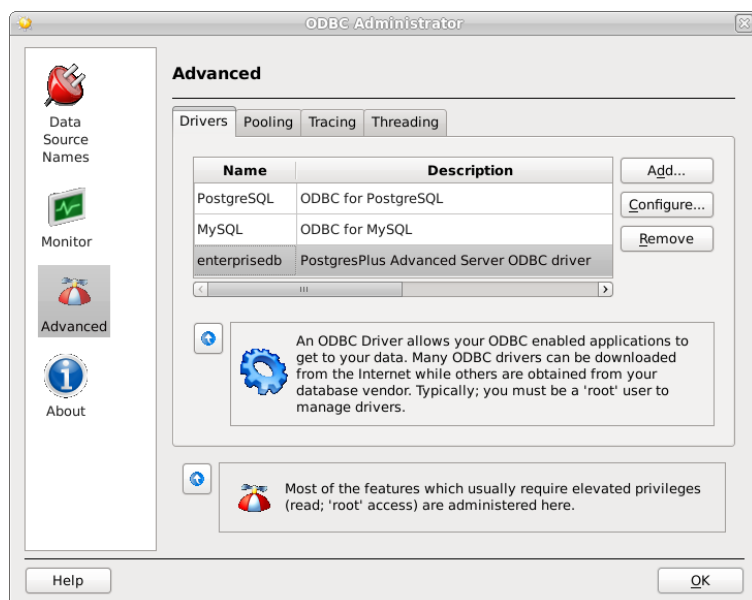 ODBC Administrator
Data
Source
Names
Monitor
Advanced
About
Advanced
Drivers Pooling Tracing Threading
Name Description
PostgreSQL ODBC for PostgreSQL
MySQL ODBC for MySQL
enterprisedb PostgresPlus Advanced Server ODBC driver
Add...
Configure...
Remove
An ODBC Driver allows your ODBC enabled applications to
get to your data. Many ODBC drivers can be downloaded
from the Internet while others are obtained from your
database vendor. Typically; you must be a 'root' user to
manage drivers.
Most of the features which usually require elevated privileges
(read; 'root' access) are administered here.
Help
OK